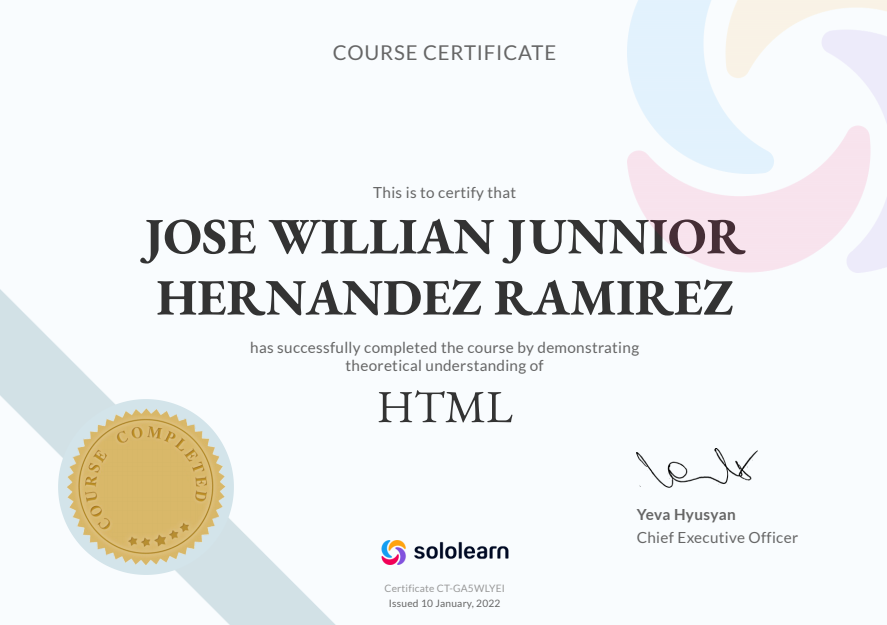 COURSE CERTIFICATE
This is to certify that
JOSE WILLIAN JUNNIOR
HERNANDEZ RAMIREZ
has successfully completed the course by demonstrating
theoretical understanding of
HTML
COURSE COMPLETED
Yeva Hyusyan
Chief Executive Officer
sololearn
Certificate CT-GA5WLYEI
Issued 10 January, 2022